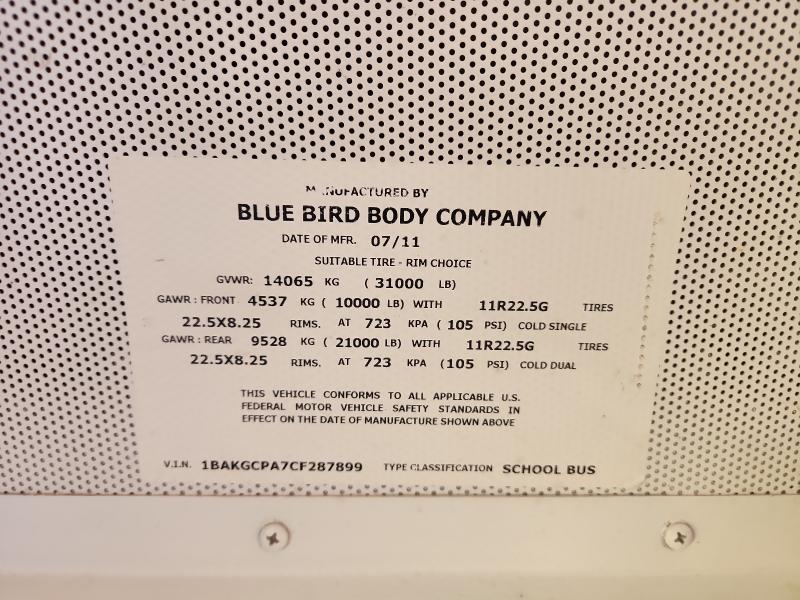 MANUFACTURED BY
BLUE BIRD BODY COMPANY
DATE OF MFR. 07/11
SUITABLE TIRE - RIM CHOICE
GVWR: 14065 KG ( 31000 LB)
GAWR : FRONT 4537 KG ( 10000 LB) WITH 11R22.5G TIRES
22.5X8.25 RIMS. AT 723 KPA ( 105 PSI) COLD SINGLE
GAWR : REAR 9528 KG ( 21000 LB) WITH 11R22.5G TIRES
22.5X8.25 RIMS. AT 723 KPA (105 PSI) COLD DUAL
THIS VEHICLE CONFORMS TO ALL APPLICABLE U.S.
FEDERAL MOTOR VEHICLE SAFETY STANDARDS IN
EFFECT ON THE DATE OF MANUFACTURE SHOWN ABOVE
V.I.N. 1BAKGCPA7CF287899 TYPE CLASSIFICATION SCHOOL BUS